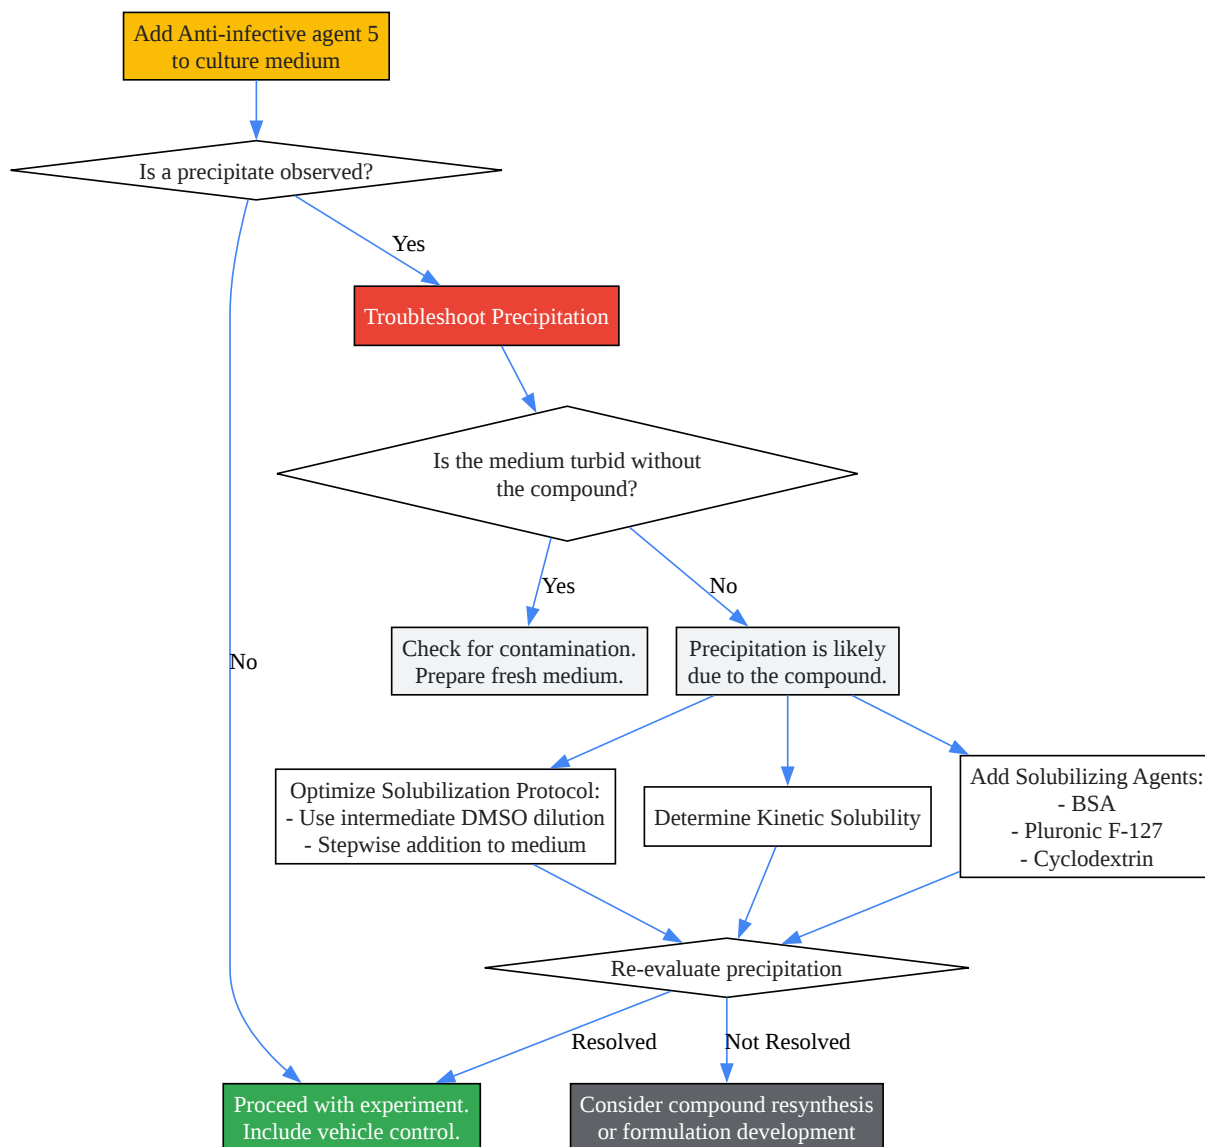 Add Anti-infective agent 5
to culture medium
Is a precipitate observed?
Yes
Troubleshoot Precipitation
Is the medium turbid without
the compound?
Yes
No
Check for contamination.
Prepare fresh medium.
Precipitation is likely
due to the compound.
No
Optimize Solubilization Protocol:
- Use intermediate DMSO dilution
- Stepwise addition to medium
Determine Kinetic Solubility
Add Solubilizing Agents:
- BSA
- Pluronic F-127
- Cyclodextrin
Re-evaluate precipitation
Resolved
Not Resolved
Proceed with experiment.
Include vehicle control.
Consider compound resynthesis
or formulation development